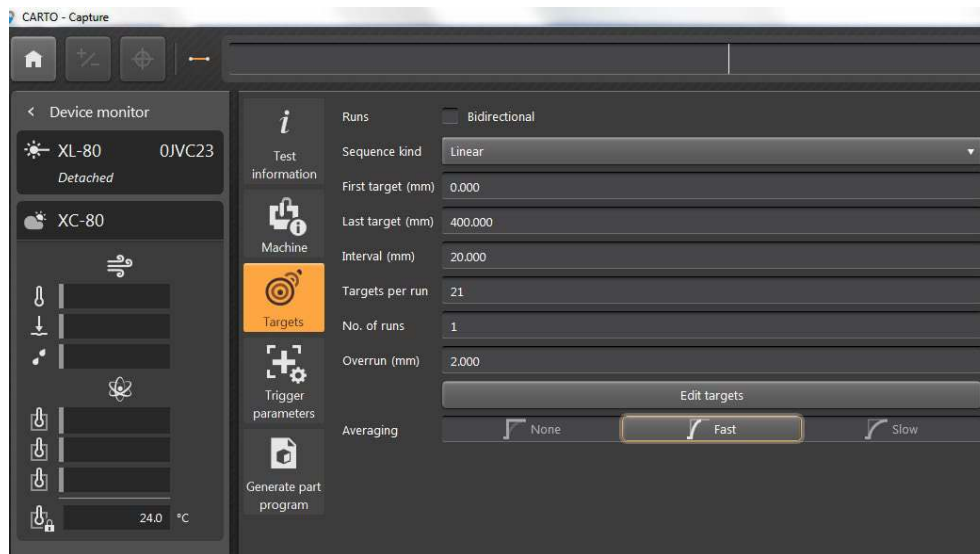 CARTO - Capture
Device monitor
XL-80 0JVC23
Detached
XC-80
24.0 °C
Test
information
Machine
Targets
Trigger
parameters
Generate part
program
Runs Bidirectional
Sequence kind Linear
First target (mm) 0.000
Last target (mm) 400.000
Interval (mm) 20.000
Targets per run 21
No. of runs 1
Overrun (mm) 2.000
Edit targets
Averaging None Fast Slow